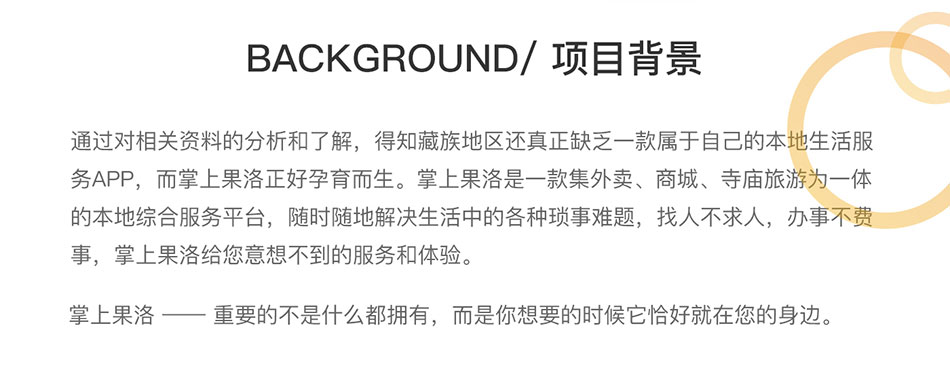 BACKGROUND/ 项目背景
通过对相关资料的分析和了解，得知藏族地区还真正缺乏一款属于自己的本地生活服
务APP，而掌上果洛正好孕育而生。掌上果洛是一款集外卖、商城、寺庙旅游为一体
的本地综合服务平台，随时随地解决生活中的各种琐事难题，找人不求人，办事不费
事，掌上果洛给您意想不到的服务和体验。
掌上果洛 —— 重要的不是什么都拥有，而是你想要的时候它恰好就在您的身边。